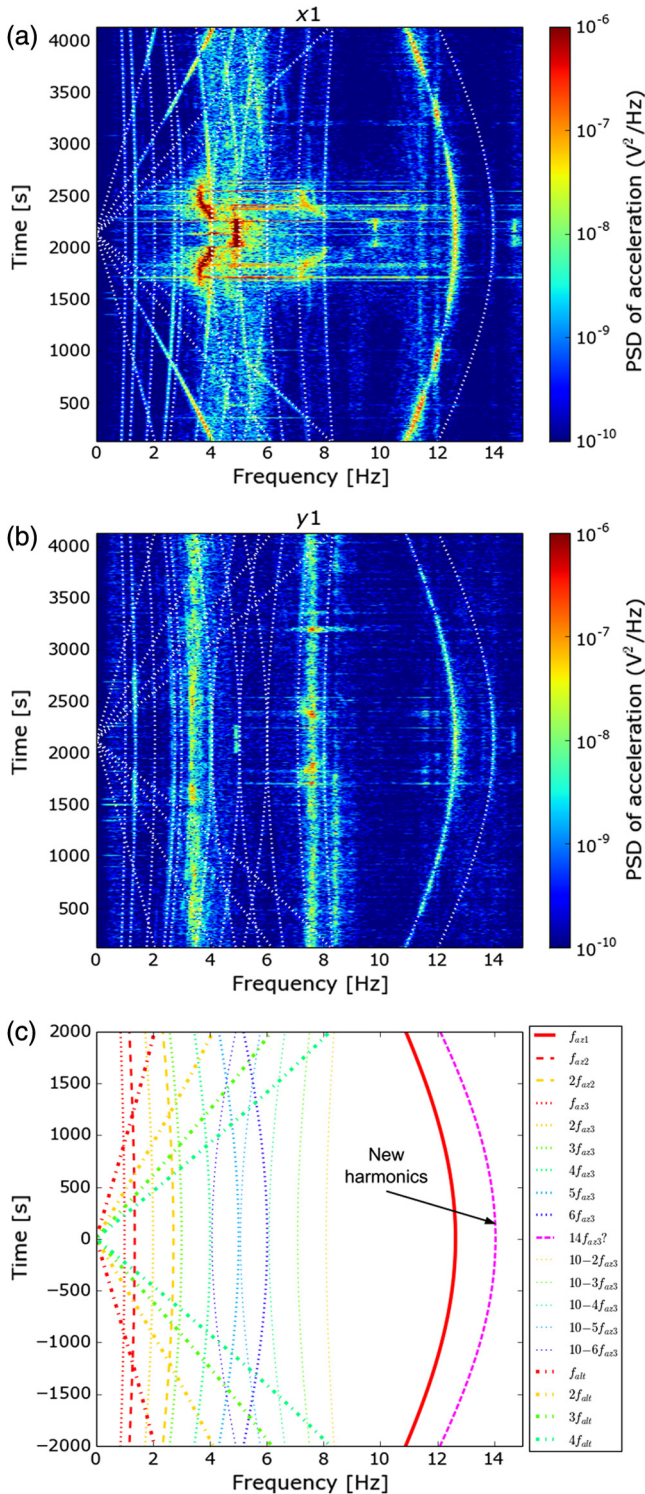 (a)
x1
4000
3500
3000
2500
2000
1500
1000
500
Time [s]
0 2 4 6 8 10 12 14
Frequency [Hz]
10^-6
10^-7
10^-8
10^-9
10^-10
PSD of acceleration (V^2/Hz)
(b)
y1
4000
3500
3000
2500
2000
1500
1000
500
Time [s]
0 2 4 6 8 10 12 14
Frequency [Hz]
10^-6
10^-7
10^-8
10^-9
10^-10
PSD of acceleration (V^2/Hz)
(c)
2000
1500
1000
500
0
−500
−1000
−1500
−2000
Time [s]
New
harmonics
0 2 4 6 8 10 12 14
Frequency [Hz]
f_az1
f_az2
2f_az2
f_az3
2f_az3
3f_az3
4f_az3
5f_az3
6f_az3
14f_az3?
10−2f_az3
10−3f_az3
10−4f_az3
10−5f_az3
10−6f_az3
f_alt
2f_alt
3f_alt
4f_alt